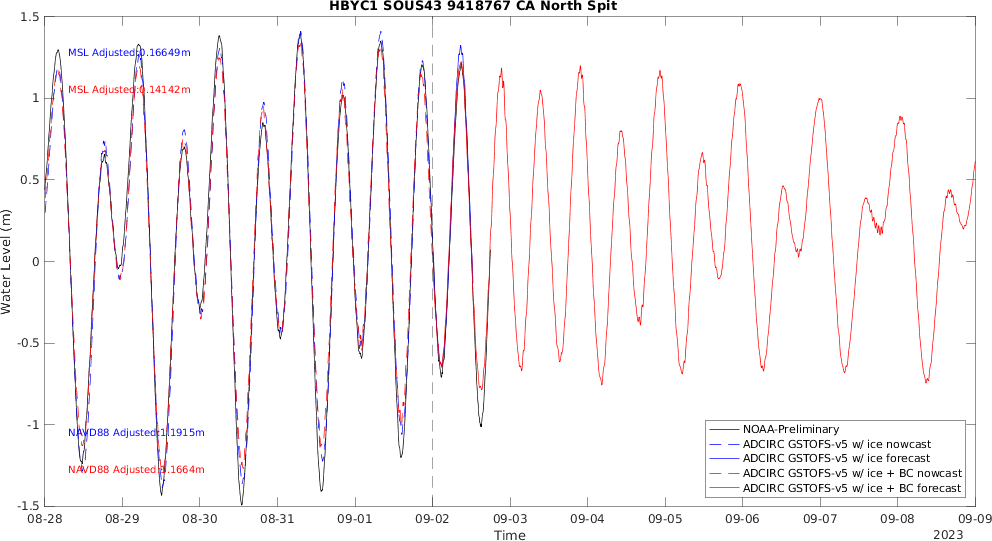 HBYC1 SOUS43 9418767 CA North Spit
1.5
1
0.5
0
-0.5
-1
-1.5
Water Level (m)
MSL Adjusted:0.16649m
MSL Adjusted:0.14142m
NAVD88 Adjusted:1.1915m
NAVD88 Adjusted:1.1664m
NOAA-Preliminary
ADCIRC GSTOFS-v5 w/ ice nowcast
ADCIRC GSTOFS-v5 w/ ice forecast
ADCIRC GSTOFS-v5 w/ ice + BC nowcast
ADCIRC GSTOFS-v5 w/ ice + BC forecast
08-28 08-29 08-30 08-31 09-01 09-02 09-03 09-04 09-05 09-06 09-07 09-08 09-09
Time
2023